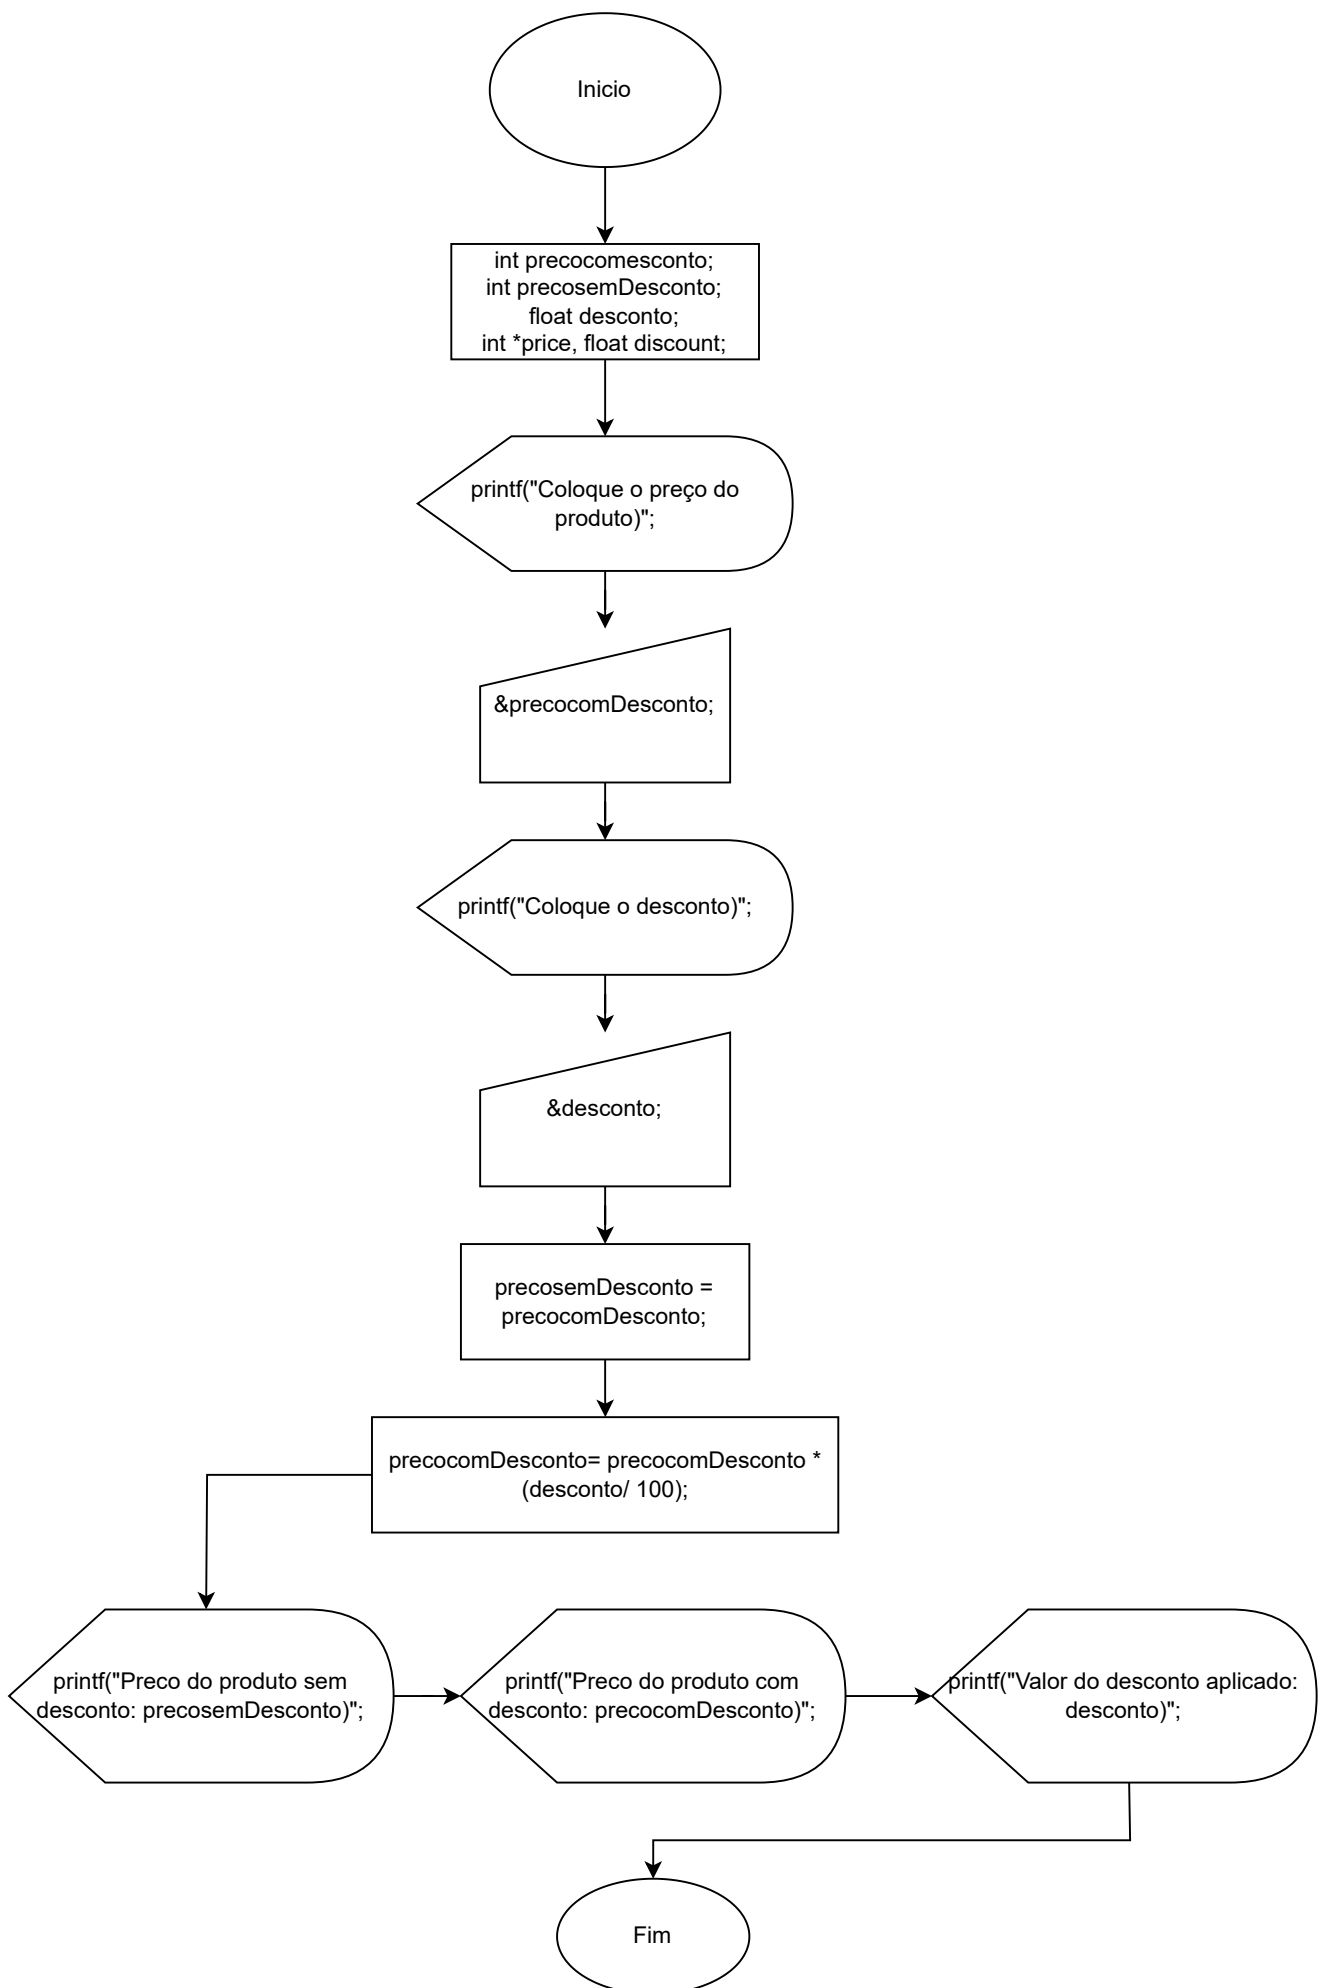 Inicio
int precocomesconto;
int precosemDesconto;
float desconto;
int *price, float discount;
printf("Coloque o preço do
produto)";
&precocomDesconto;
printf("Coloque o desconto)";
&desconto;
precosemDesconto =
precocomDesconto;
precocomDesconto= precocomDesconto *
(desconto/ 100);
printf("Preco do produto sem
desconto: precosemDesconto)";
printf("Preco do produto com
desconto: precocomDesconto)";
printf("Valor do desconto aplicado:
desconto)";
Fim